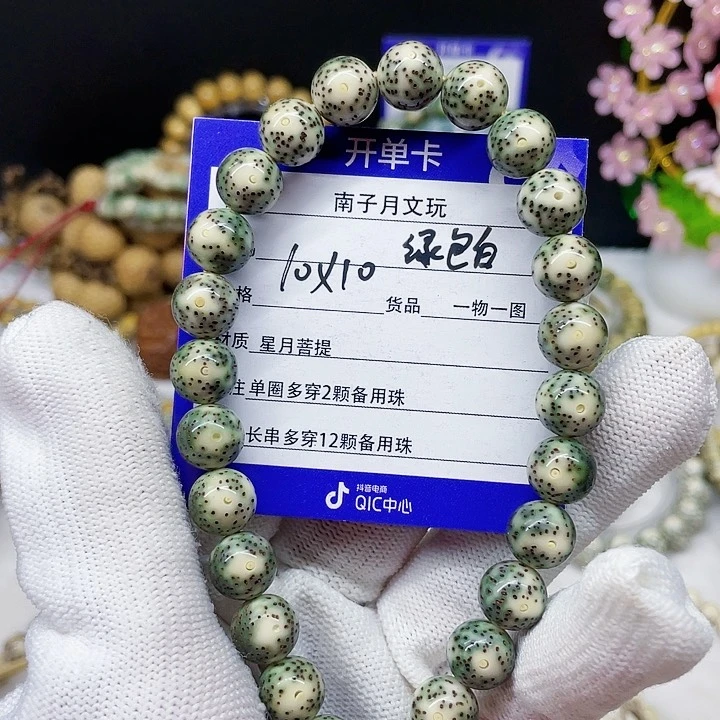 开单卡
南子月文玩
绿包白
格 10X10 货品 一物一图
材质 星月菩提
注单圈多穿2颗备用珠
长串多穿12颗备用珠
抖音电商
QIC中心